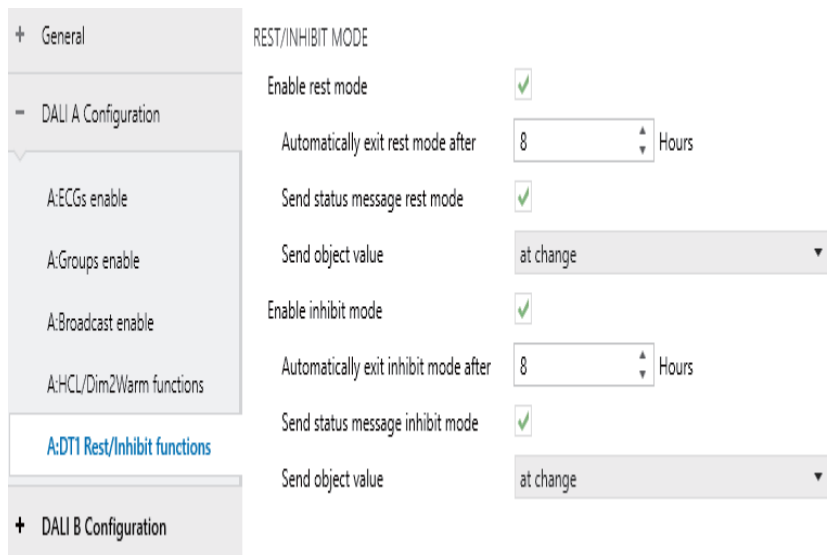 + General
− DALI A Configuration
A:ECGs enable
A:Groups enable
A:Broadcast enable
A:HCL/Dim2Warm functions
A:DT1 Rest/Inhibit functions
+ DALI B Configuration
REST/INHIBIT MODE
Enable rest mode
Automatically exit rest mode after 8 Hours
Send status message rest mode
Send object value at change
Enable inhibit mode
Automatically exit inhibit mode after 8 Hours
Send status message inhibit mode
Send object value at change